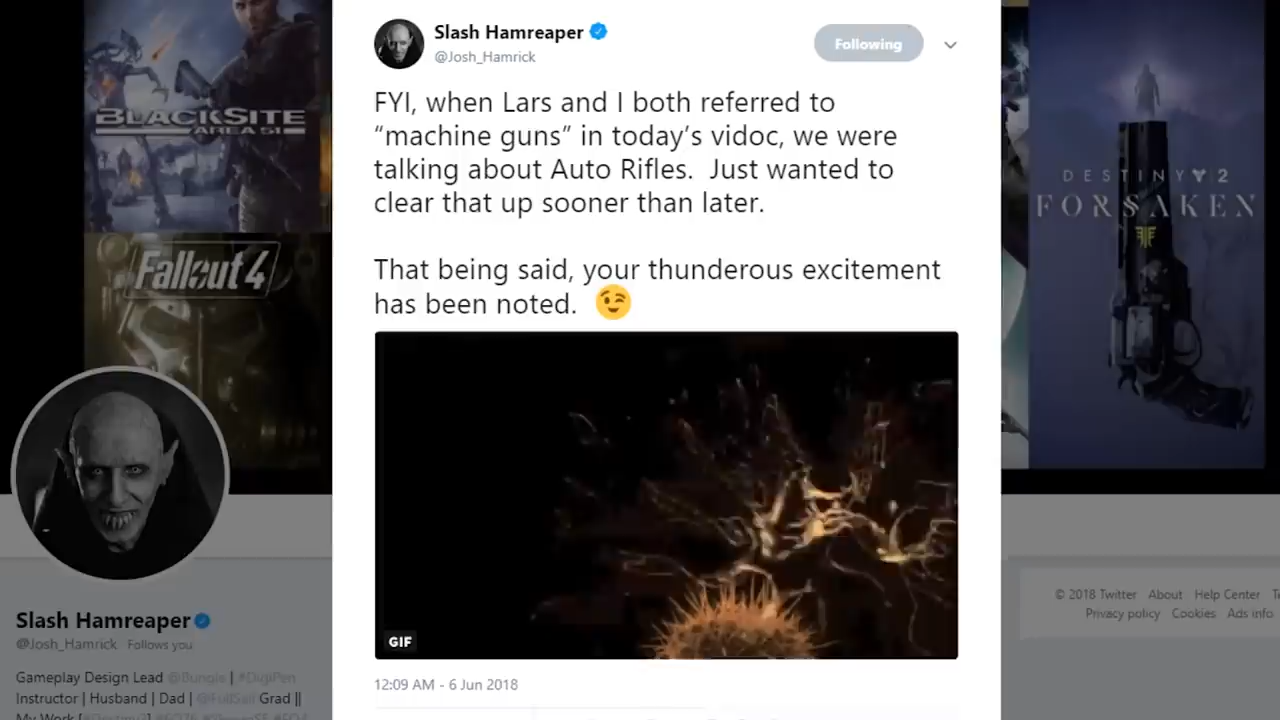 Slash Hamreaper
@Josh_Hamrick
Following
FYI, when Lars and I both referred to
“machine guns” in today’s vidoc, we were
talking about Auto Rifles. Just wanted to
clear that up sooner than later.
That being said, your thunderous excitement
has been noted. 😉
GIF
12:09 AM - 6 Jun 2018
BLACKSITE
AREA 51
Fallout 4
DESTINY 2
FORSAKEN
Slash Hamreaper
@Josh_Hamrick Follows you
Gameplay Design Lead @Bungie | #DigiPen
Instructor | Husband | Dad | @FullSail Grad ||
My Work
© 2018 Twitter About Help Center
Privacy policy Cookies Ads info